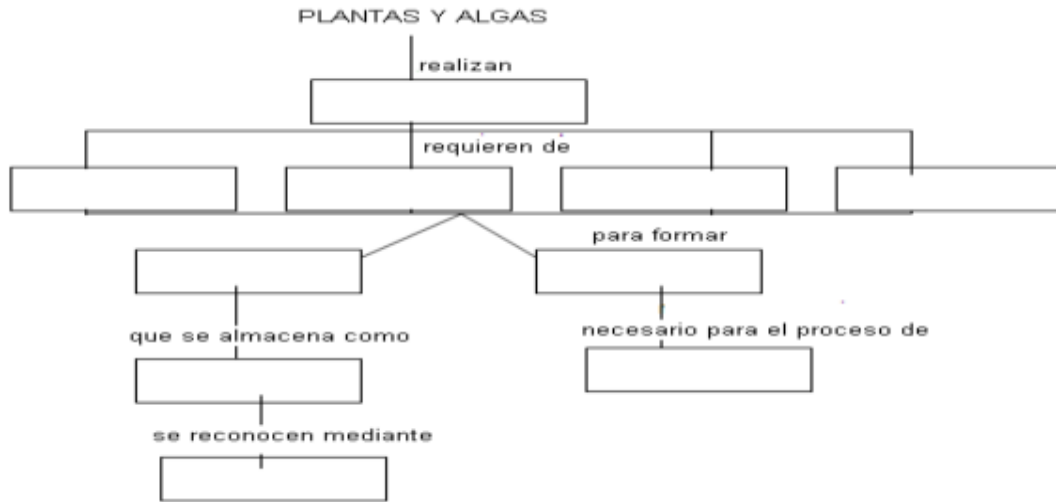 PLANTAS Y ALGAS
realizan
requieren de
para formar
que se almacena como
necesario para el proceso de
se reconocen mediante